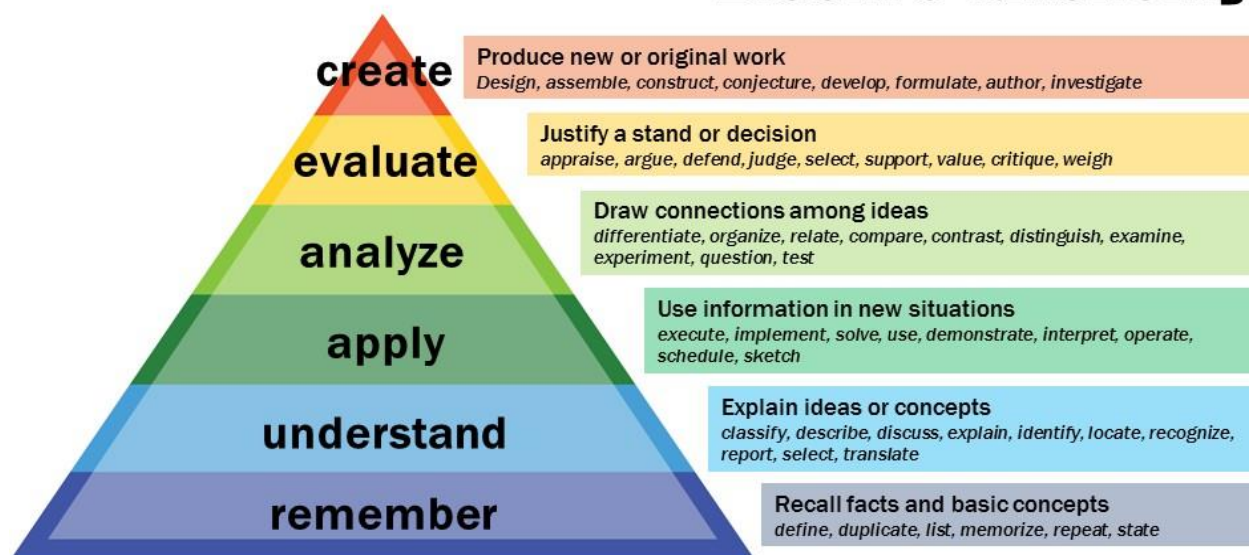 create
Produce new or original work
Design, assemble, construct, conjecture, develop, formulate, author, investigate
evaluate
Justify a stand or decision
appraise, argue, defend, judge, select, support, value, critique, weigh
analyze
Draw connections among ideas
differentiate, organize, relate, compare, contrast, distinguish, examine,
experiment, question, test
apply
Use information in new situations
execute, implement, solve, use, demonstrate, interpret, operate,
schedule, sketch
understand
Explain ideas or concepts
classify, describe, discuss, explain, identify, locate, recognize,
report, select, translate
remember
Recall facts and basic concepts
define, duplicate, list, memorize, repeat, state